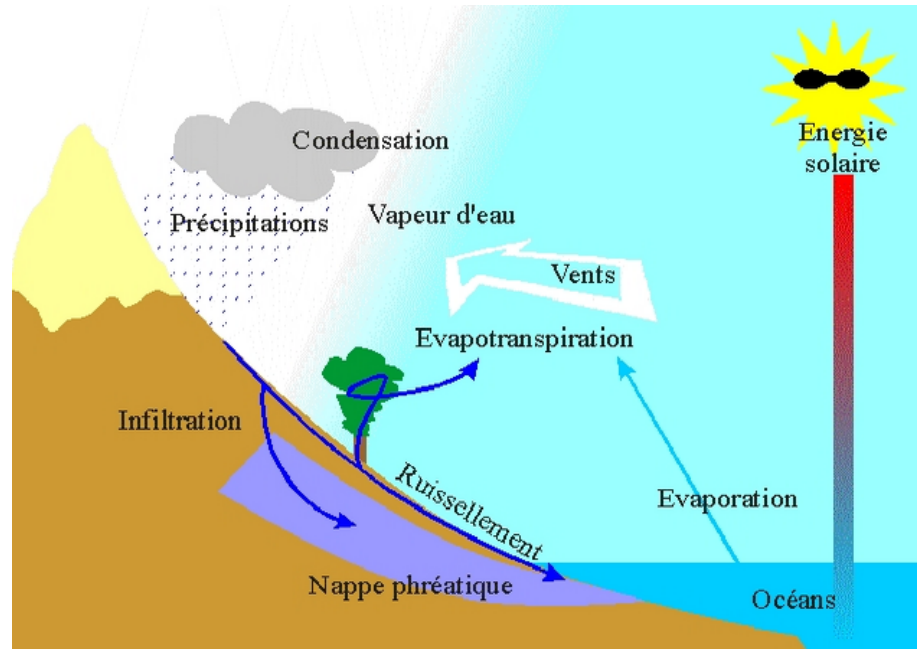 Energie
solaire
Condensation
Précipitations
Vapeur d'eau
Vents
Evapotranspiration
Infiltration
Ruissellement
Evaporation
Nappe phréatique
Océans